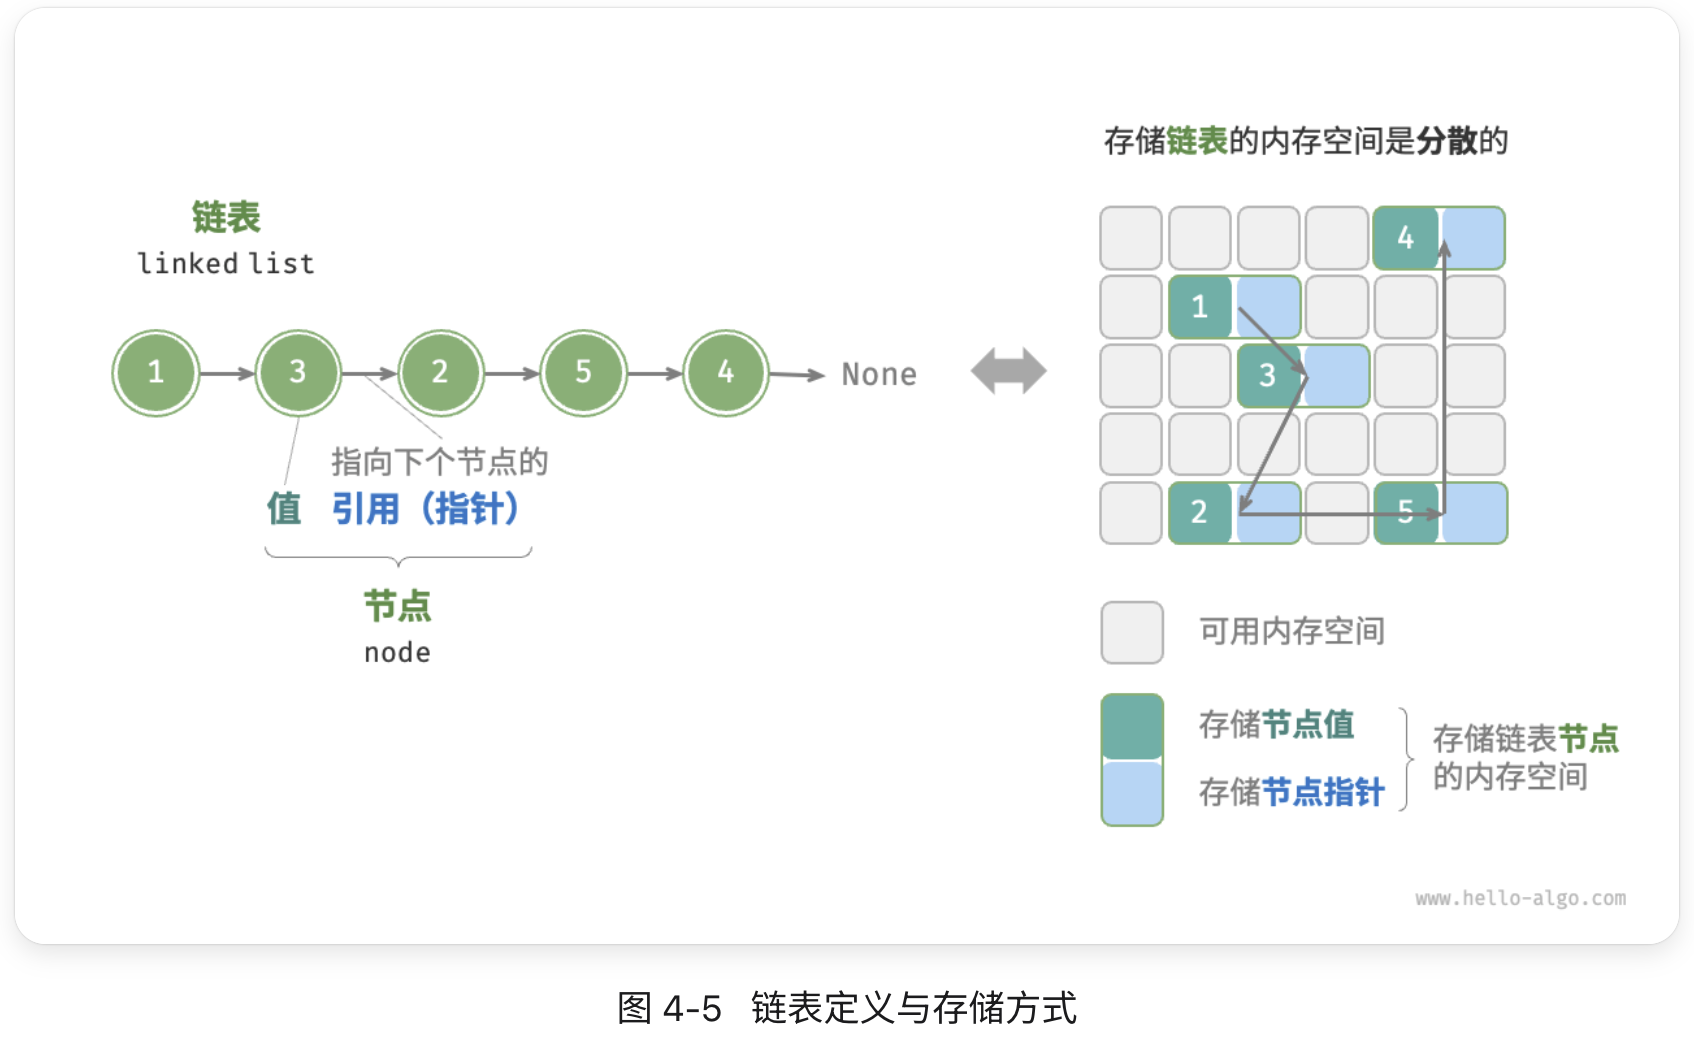 链表
linked list
1
3
2
5
4
None
指向下个节点的
值 引用（指针）
节点
node
存储链表的内存空间是分散的
4
1
3
2
5
可用内存空间
存储节点值
存储节点指针
存储链表节点
的内存空间
www.hello-algo.com
图 4-5 链表定义与存储方式